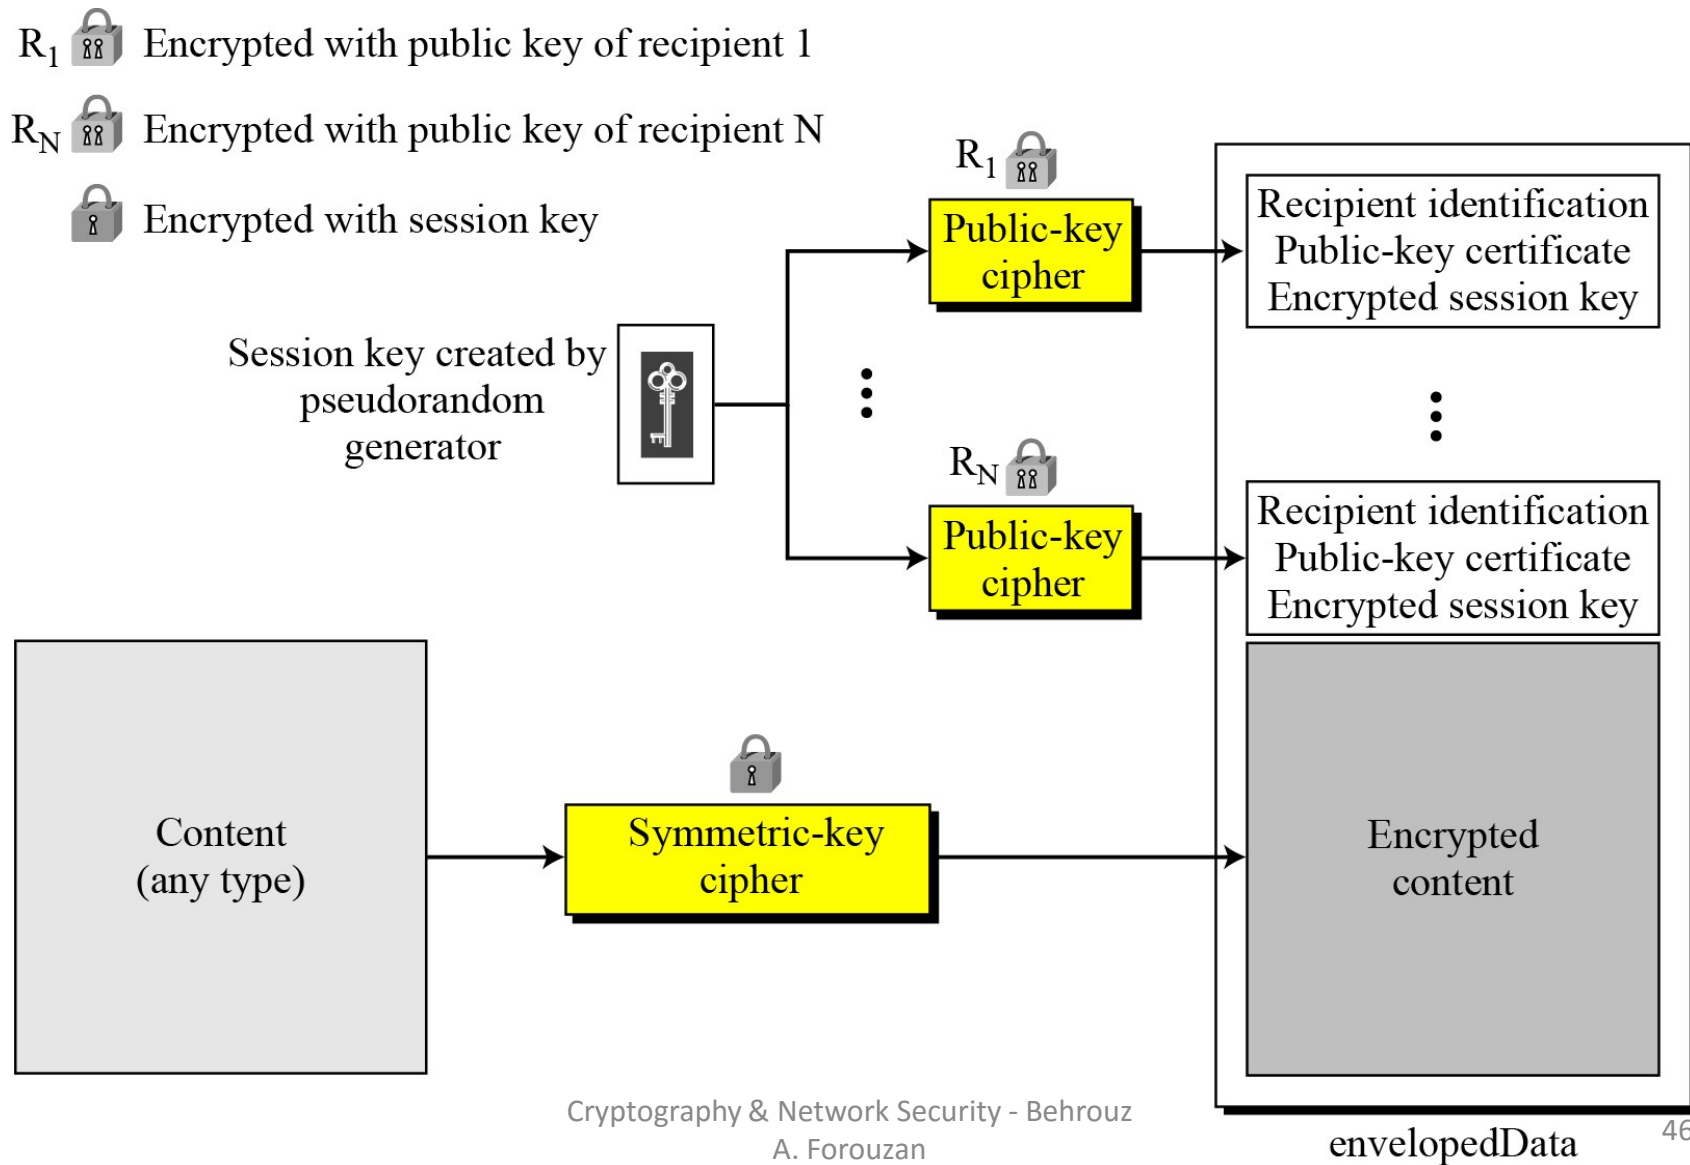 R1 Encrypted with public key of recipient 1
RN Encrypted with public key of recipient N
Encrypted with session key
R1
Public-key
cipher
Recipient identification
Public-key certificate
Encrypted session key
Session key created by
pseudorandom
generator
RN
Public-key
cipher
Recipient identification
Public-key certificate
Encrypted session key
Content
(any type)
Symmetric-key
cipher
Encrypted
content
Cryptography & Network Security - Behrouz
A. Forouzan
envelopedData
46